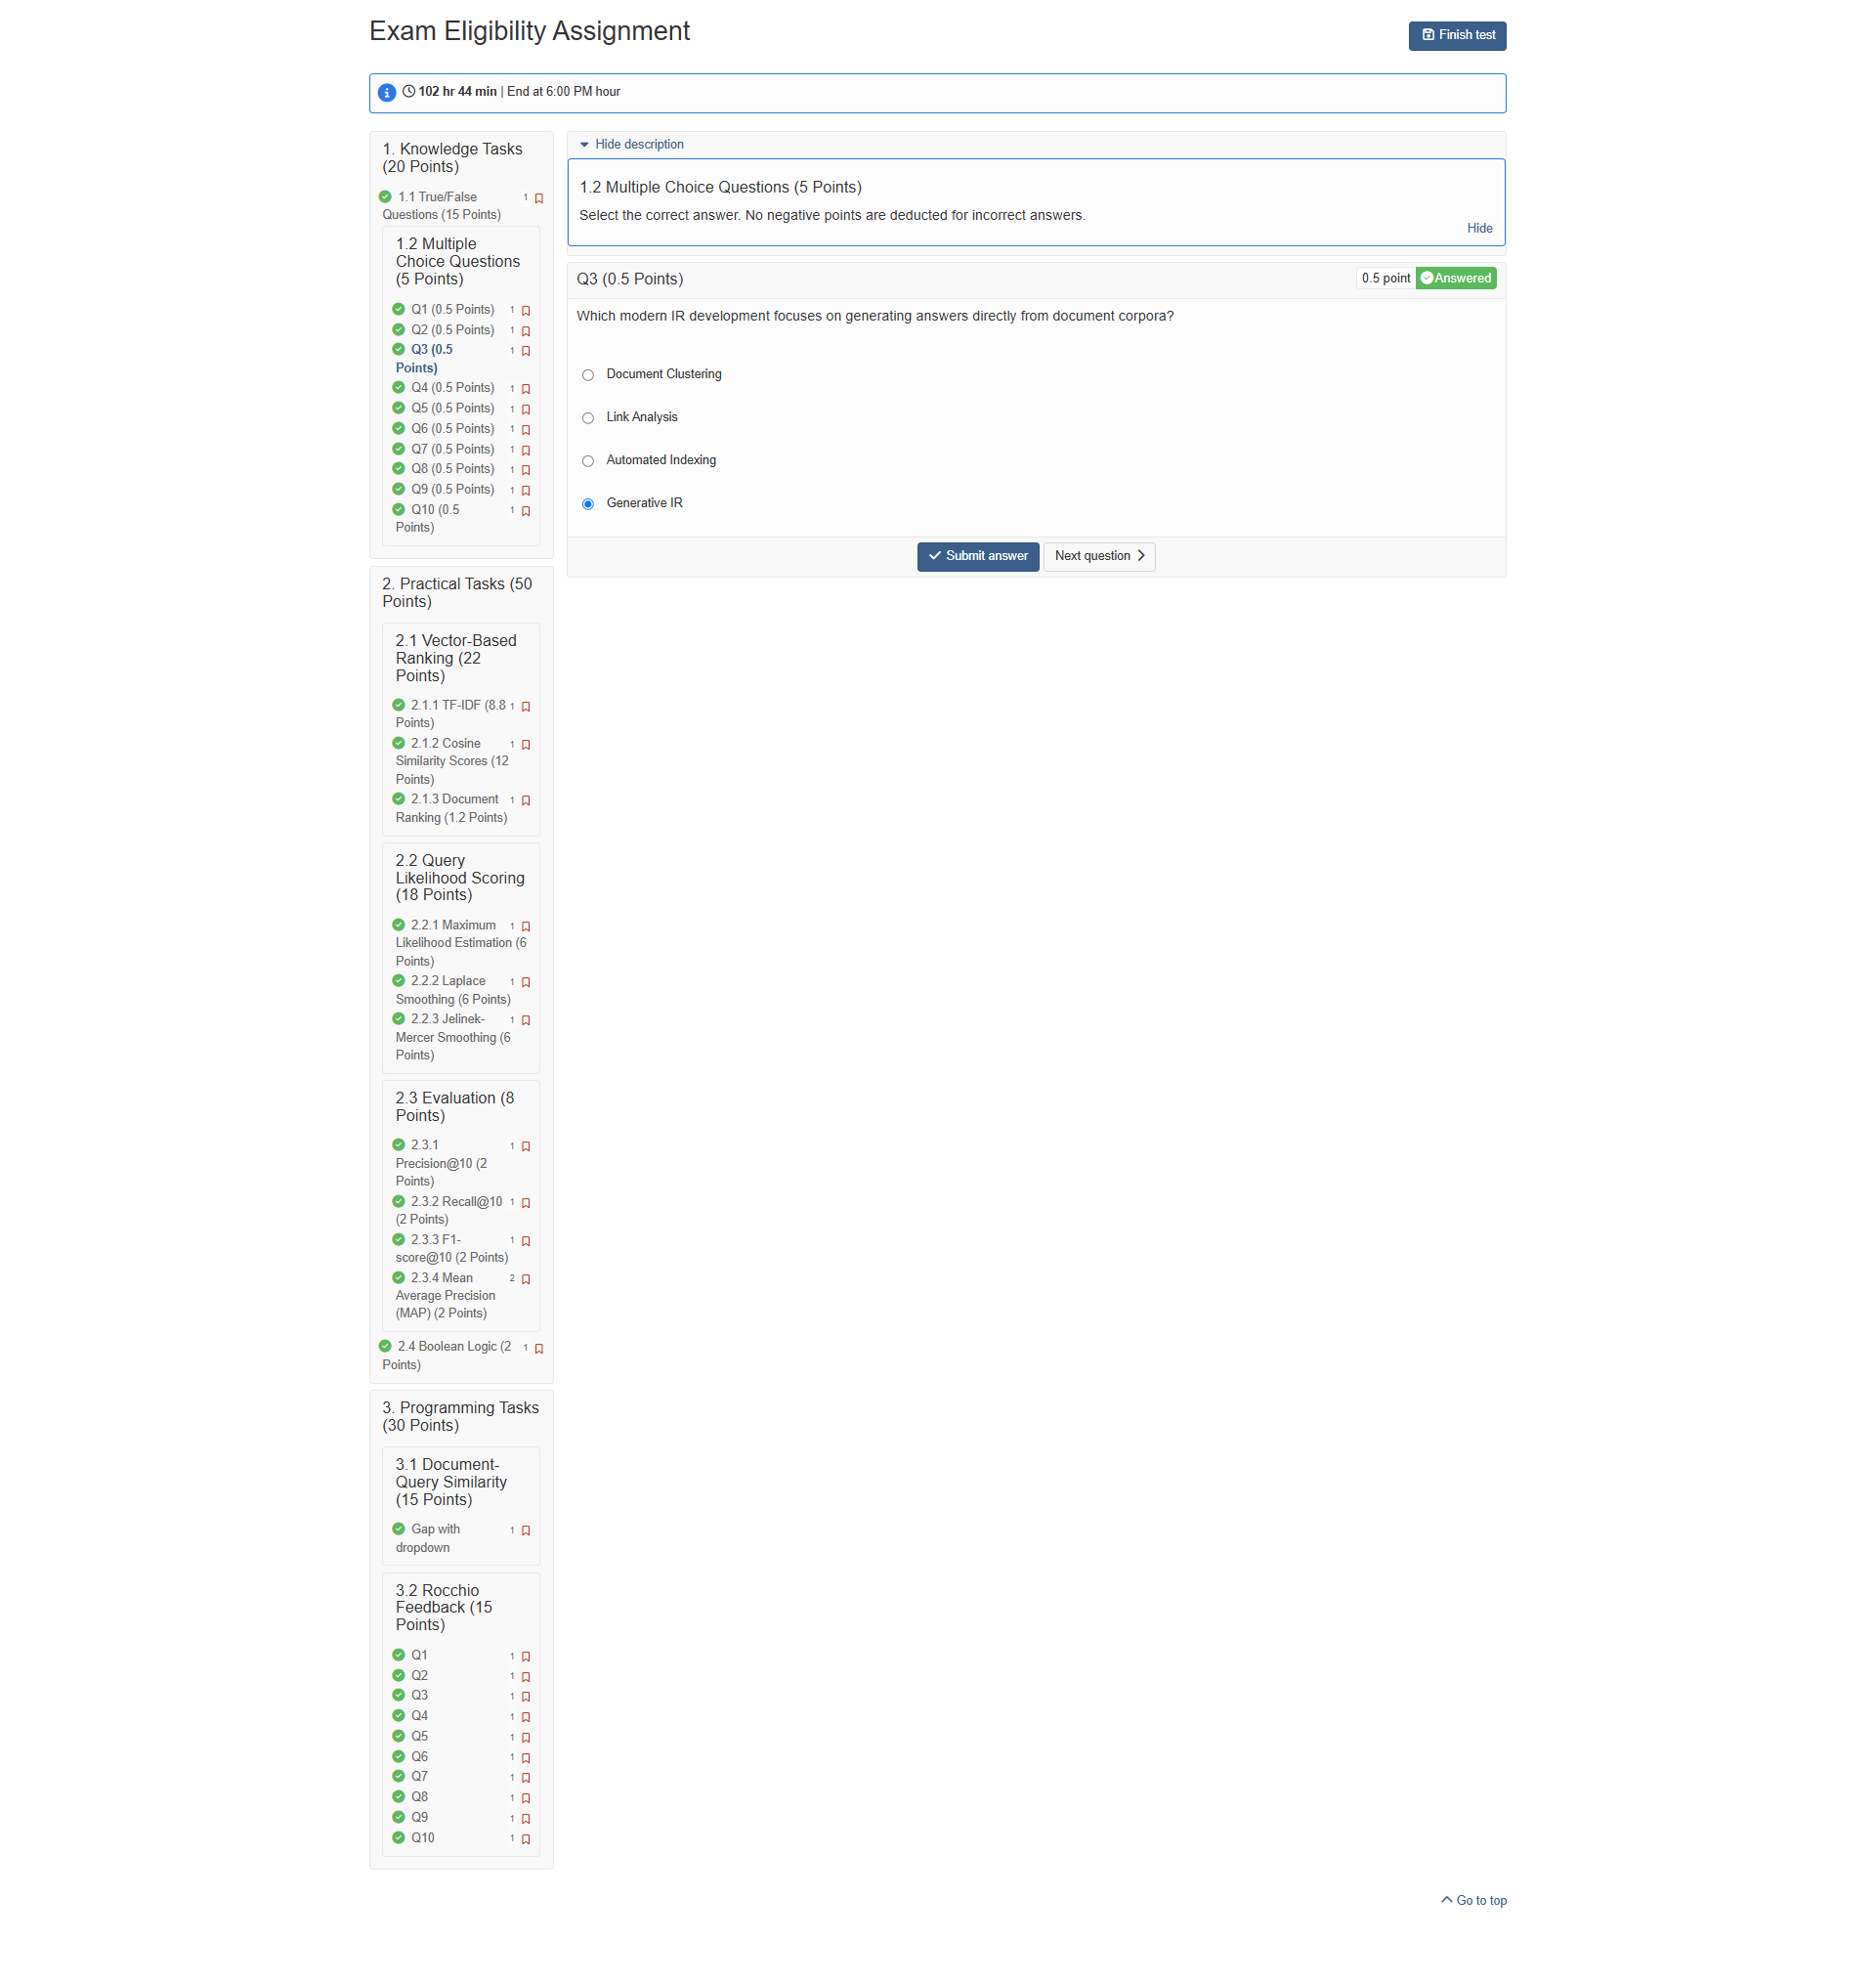 Exam Eligibility Assignment
Finish test
102 hr 44 min | End at 6:00 PM hour
1. Knowledge Tasks
(20 Points)
1.1 True/False 1
Questions (15 Points)
1.2 Multiple
Choice Questions
(5 Points)
Q1 (0.5 Points) 1
Q2 (0.5 Points) 1
Q3 (0.5 1
Points)
Q4 (0.5 Points) 1
Q5 (0.5 Points) 1
Q6 (0.5 Points) 1
Q7 (0.5 Points) 1
Q8 (0.5 Points) 1
Q9 (0.5 Points) 1
Q10 (0.5 1
Points)
2. Practical Tasks (50
Points)
2.1 Vector-Based
Ranking (22
Points)
2.1.1 TF-IDF (8.8 1
Points)
2.1.2 Cosine 1
Similarity Scores (12
Points)
2.1.3 Document 1
Ranking (1.2 Points)
2.2 Query
Likelihood Scoring
(18 Points)
2.2.1 Maximum 1
Likelihood Estimation (6
Points)
2.2.2 Laplace 1
Smoothing (6 Points)
2.2.3 Jelinek- 1
Mercer Smoothing (6
Points)
2.3 Evaluation (8
Points)
2.3.1 1
Precision@10 (2
Points)
2.3.2 Recall@10 1
(2 Points)
2.3.3 F1- 1
score@10 (2 Points)
2.3.4 Mean 2
Average Precision
(MAP) (2 Points)
2.4 Boolean Logic (2 1
Points)
3. Programming Tasks
(30 Points)
3.1 Document-
Query Similarity
(15 Points)
Gap with 1
dropdown
3.2 Rocchio
Feedback (15
Points)
Q1 1
Q2 1
Q3 1
Q4 1
Q5 1
Q6 1
Q7 1
Q8 1
Q9 1
Q10 1
Hide description
1.2 Multiple Choice Questions (5 Points)
Select the correct answer. No negative points are deducted for incorrect answers.
Hide
Q3 (0.5 Points)
0.5 point Answered
Which modern IR development focuses on generating answers directly from document corpora?
Document Clustering
Link Analysis
Automated Indexing
Generative IR
Submit answer
Next question
Go to top